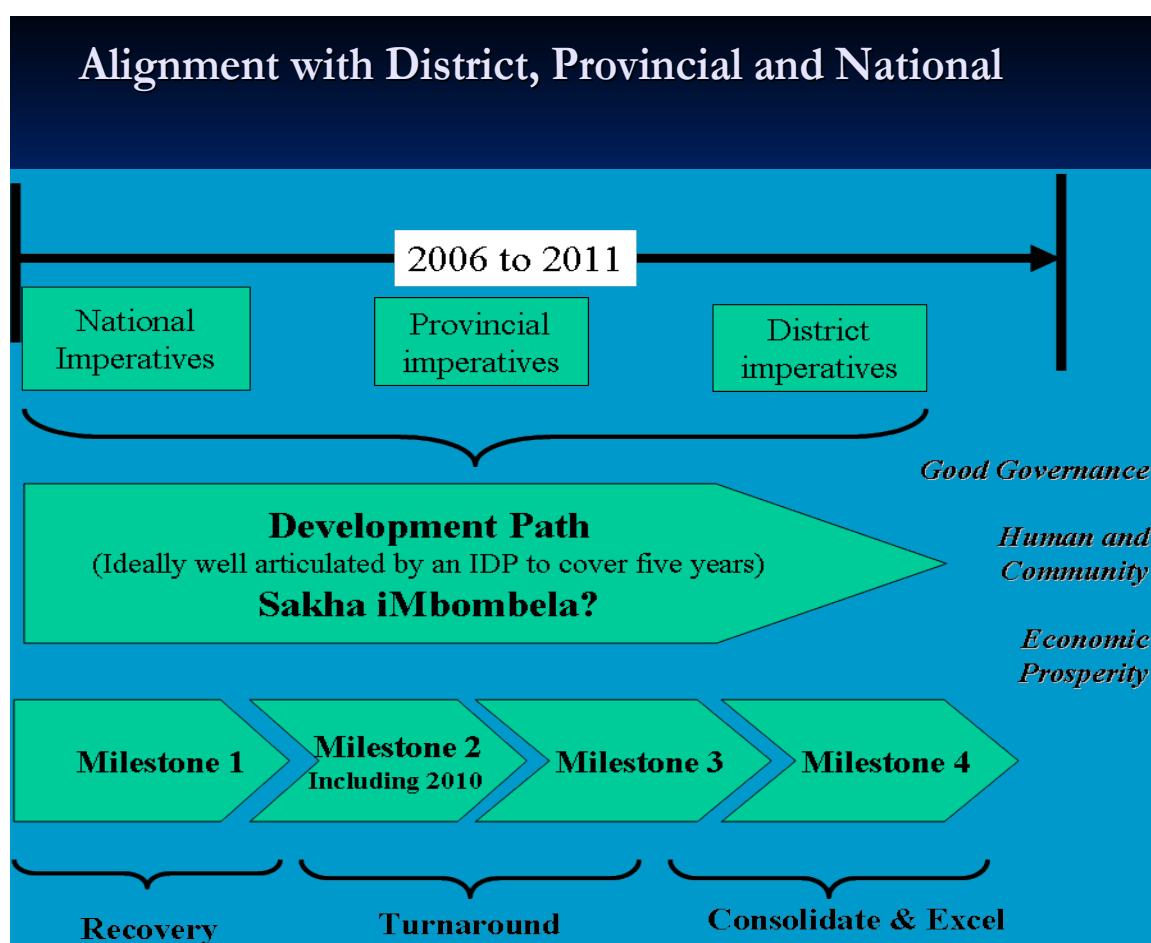 Alignment with District, Provincial and National
2006 to 2011
National
Imperatives
Provincial
imperatives
District
imperatives
Good Governance
Development Path
(Ideally well articulated by an IDP to cover five years)
Sakha iMbombela?
Human and
Community
Economic
Prosperity
Milestone 1
Milestone 2
Including 2010
Milestone 3
Milestone 4
Recovery
Turnaround
Consolidate & Excel